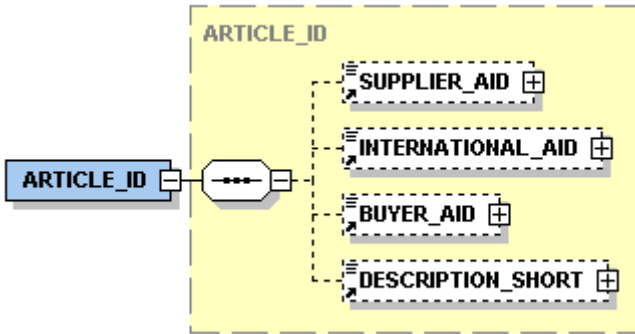 ARTICLE_ID
SUPPLIER_AID
INTERNATIONAL_AID
ARTICLE_ID
BUYER_AID
DESCRIPTION_SHORT